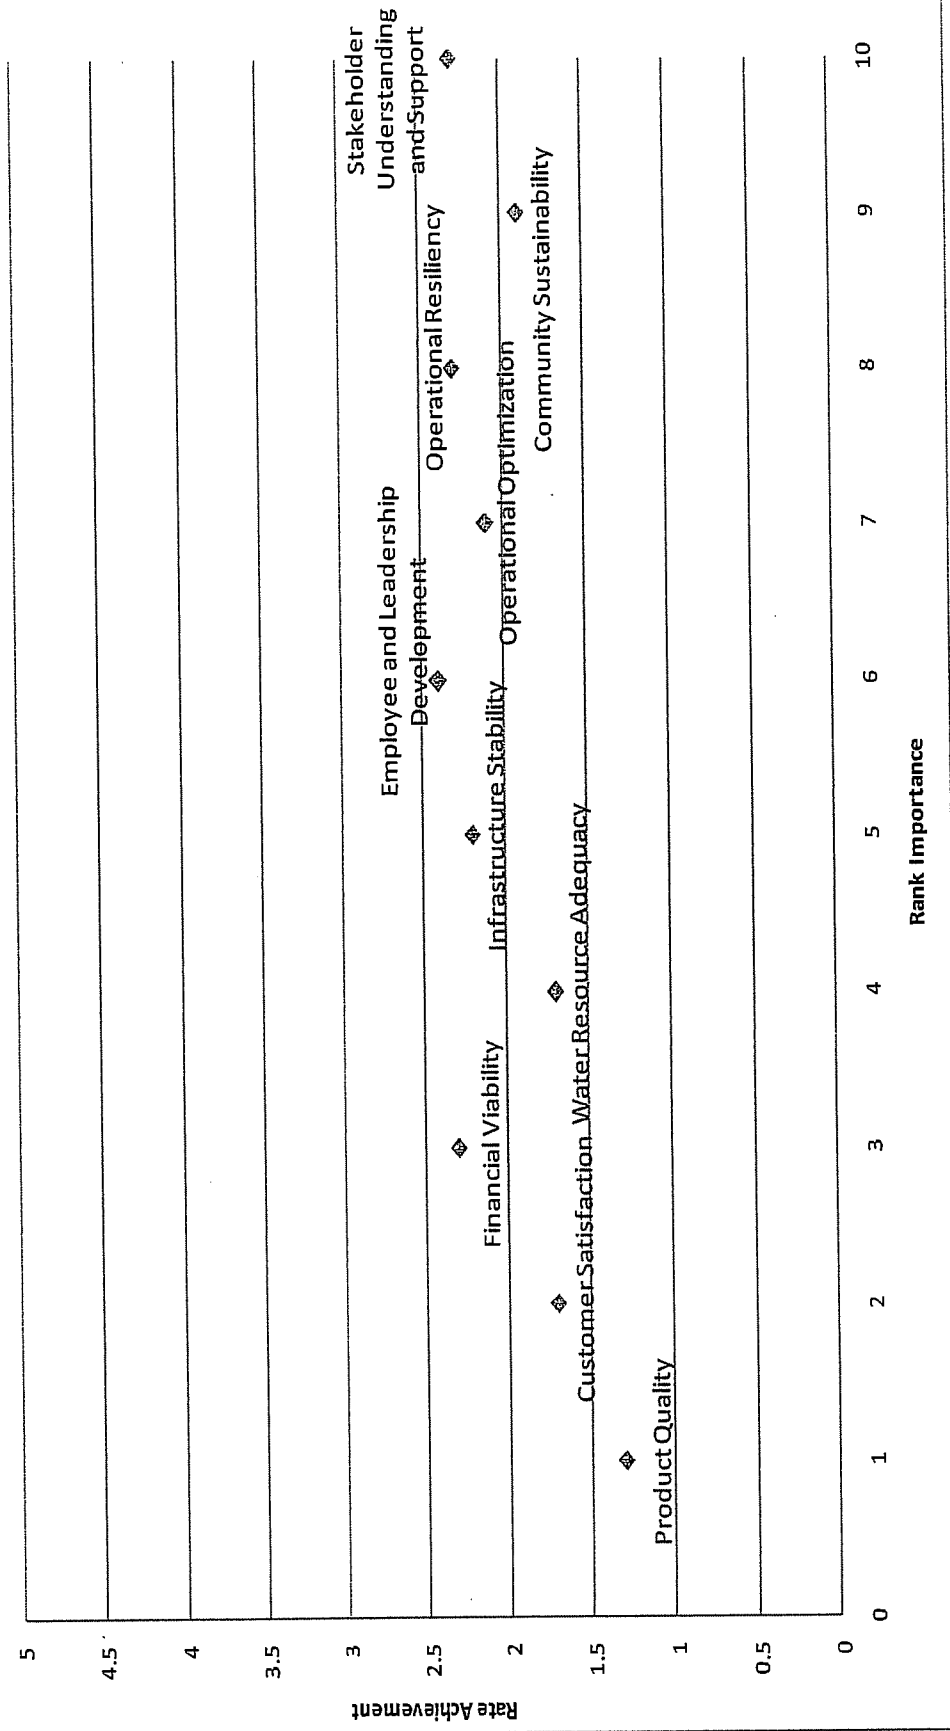 5
4.5
4
3.5
3
2.5
2
1.5
1
0.5
0
Rate Achievement
Stakeholder
Understanding
and Support
Employee and Leadership
Development
Operational Resiliency
Financial Viability
Infrastructure Stability
Operational Optimization
Community Sustainability
Customer Satisfaction
Water Resource Adequacy
Product Quality
0
1
2
3
4
5
6
7
8
9
10
Rank Importance